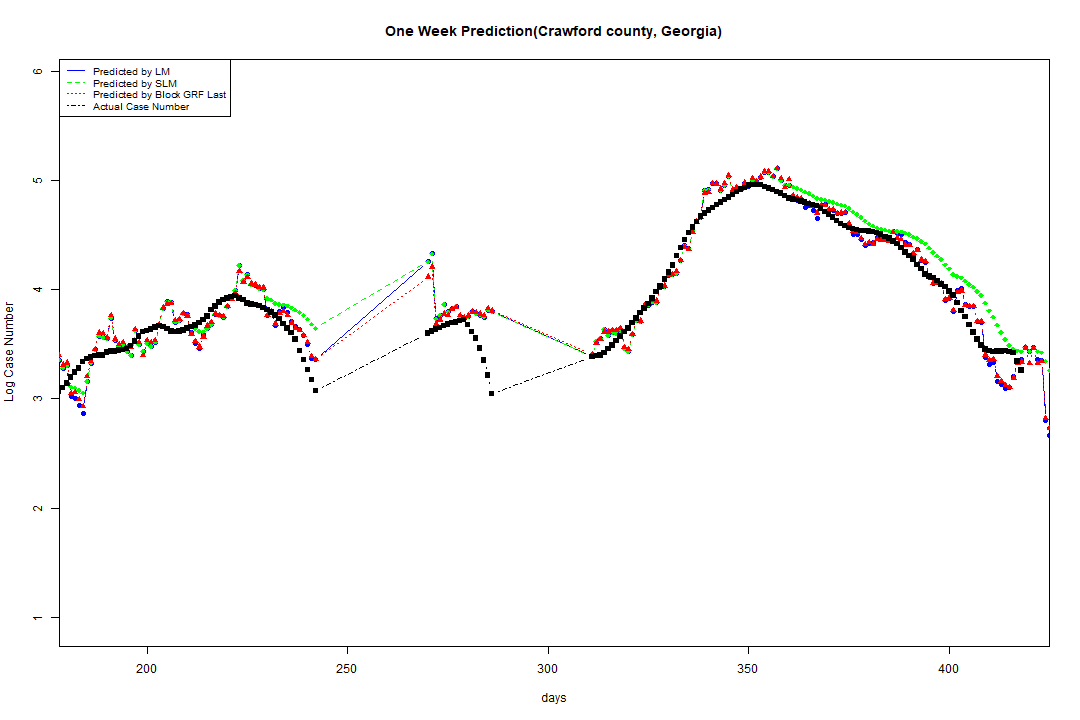 One Week Prediction(Crawford county, Georgia)
Predicted by LM
Predicted by SLM
Predicted by Block GRF Last
Actual Case Number
6
5
4
3
2
1
Log Case Number
200 250 300 350 400
days